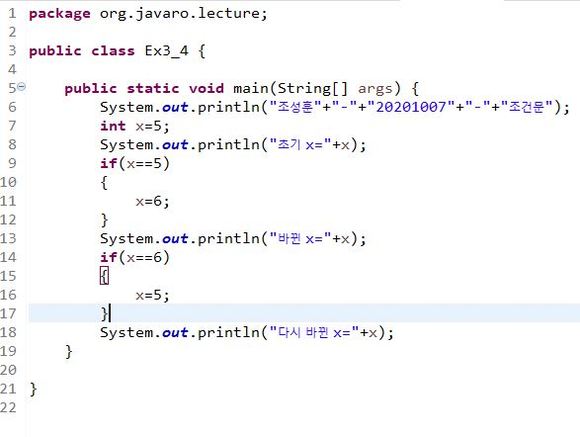 1 package org.javaro.lecture;
2
3 public class Ex3_4 {
4
5 public static void main(String[] args) {
6 System.out.println("조성훈"+"-"+"20201007"+"-"+"조건문");
7 int x=5;
8 System.out.println("초기 x="+x);
9 if(x==5)
10 {
11 x=6;
12 }
13 System.out.println("바뀐 x="+x);
14 if(x==6)
15 {
16 x=5;
17 }
18 System.out.println("다시 바뀐 x="+x);
19 }
20
21 }
22